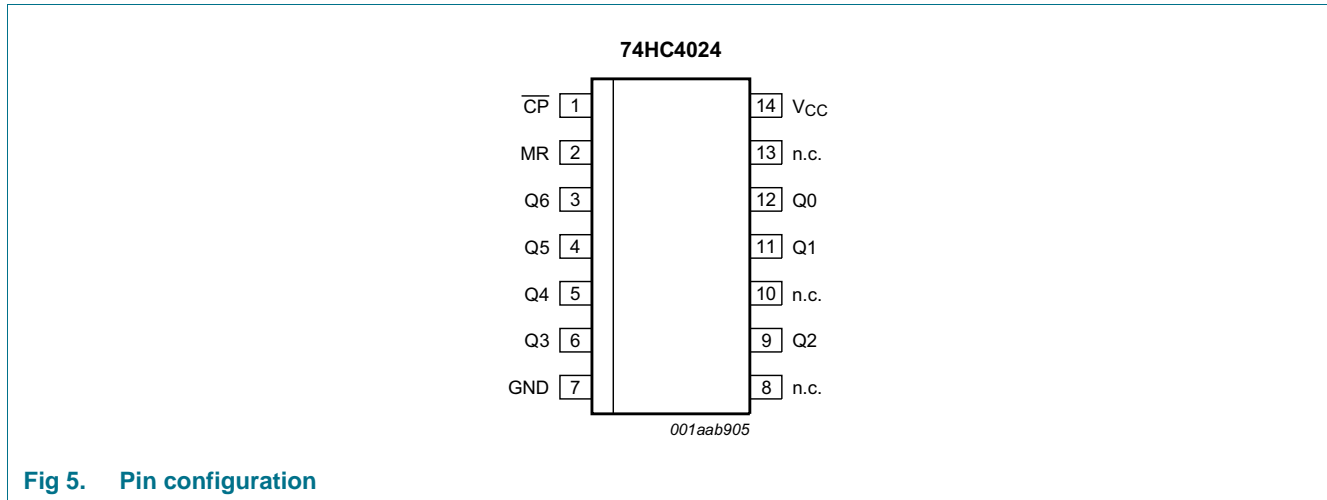 74HC4024
CP 1 14 VCC
MR 2 13 n.c.
Q6 3 12 Q0
Q5 4 11 Q1
Q4 5 10 n.c.
Q3 6 9 Q2
GND 7 8 n.c.
001aab905
Fig 5. Pin configuration